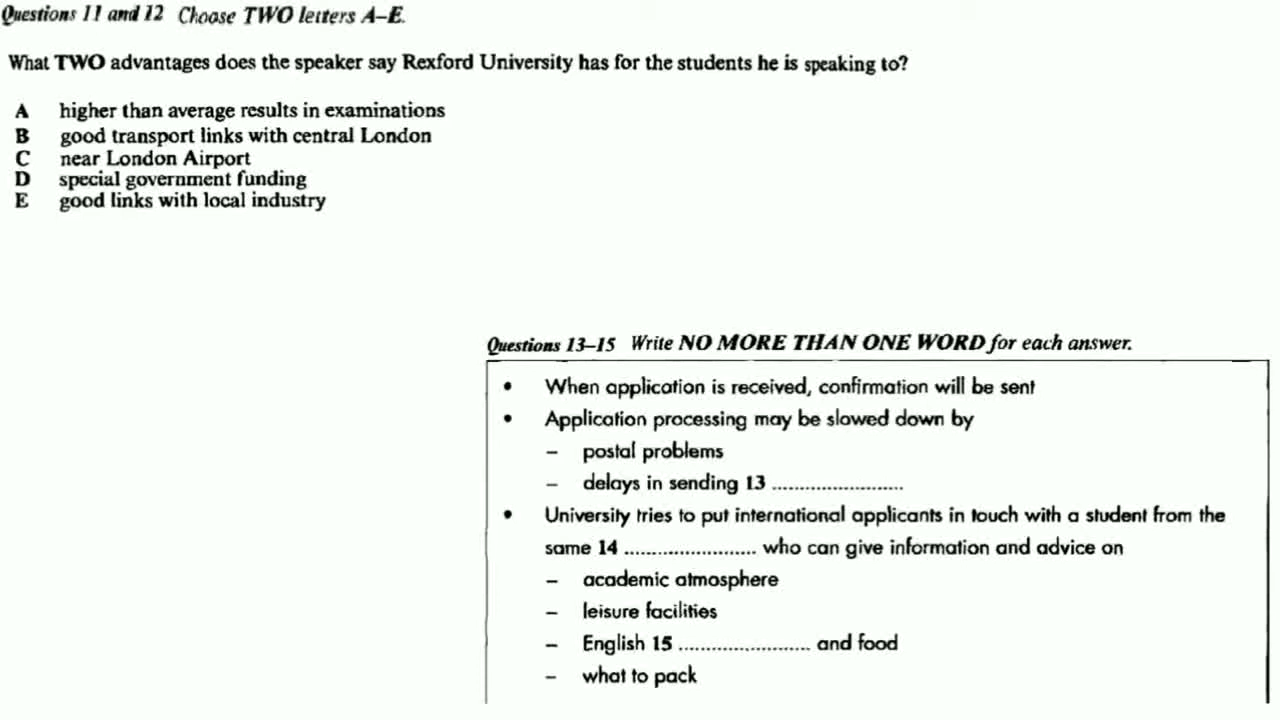 Questions 11 and 12 Choose TWO letters A–E.
What TWO advantages does the speaker say Rexford University has for the students he is speaking to?
A higher than average results in examinations
B good transport links with central London
C near London Airport
D special government funding
E good links with local industry
Questions 13–15 Write NO MORE THAN ONE WORD for each answer.
• When application is received, confirmation will be sent
• Application processing may be slowed down by
– postal problems
– delays in sending 13 ........................
• University tries to put international applicants in touch with a student from the
same 14 ........................ who can give information and advice on
– academic atmosphere
– leisure facilities
– English 15 ........................ and food
– what to pack